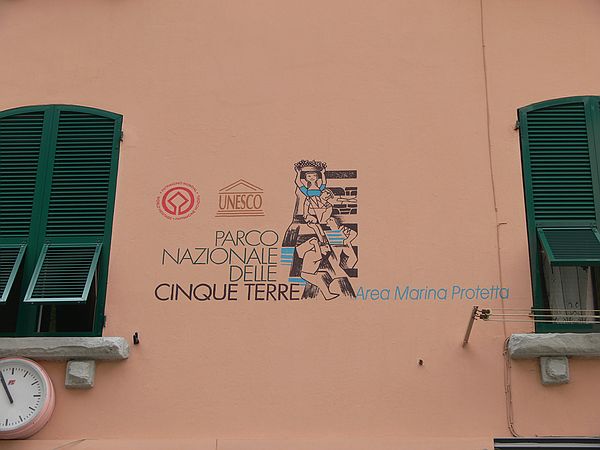 UNESCO
PARCO
NAZIONALE
DELLE
CINQUE TERRE
Area Marina Protetta